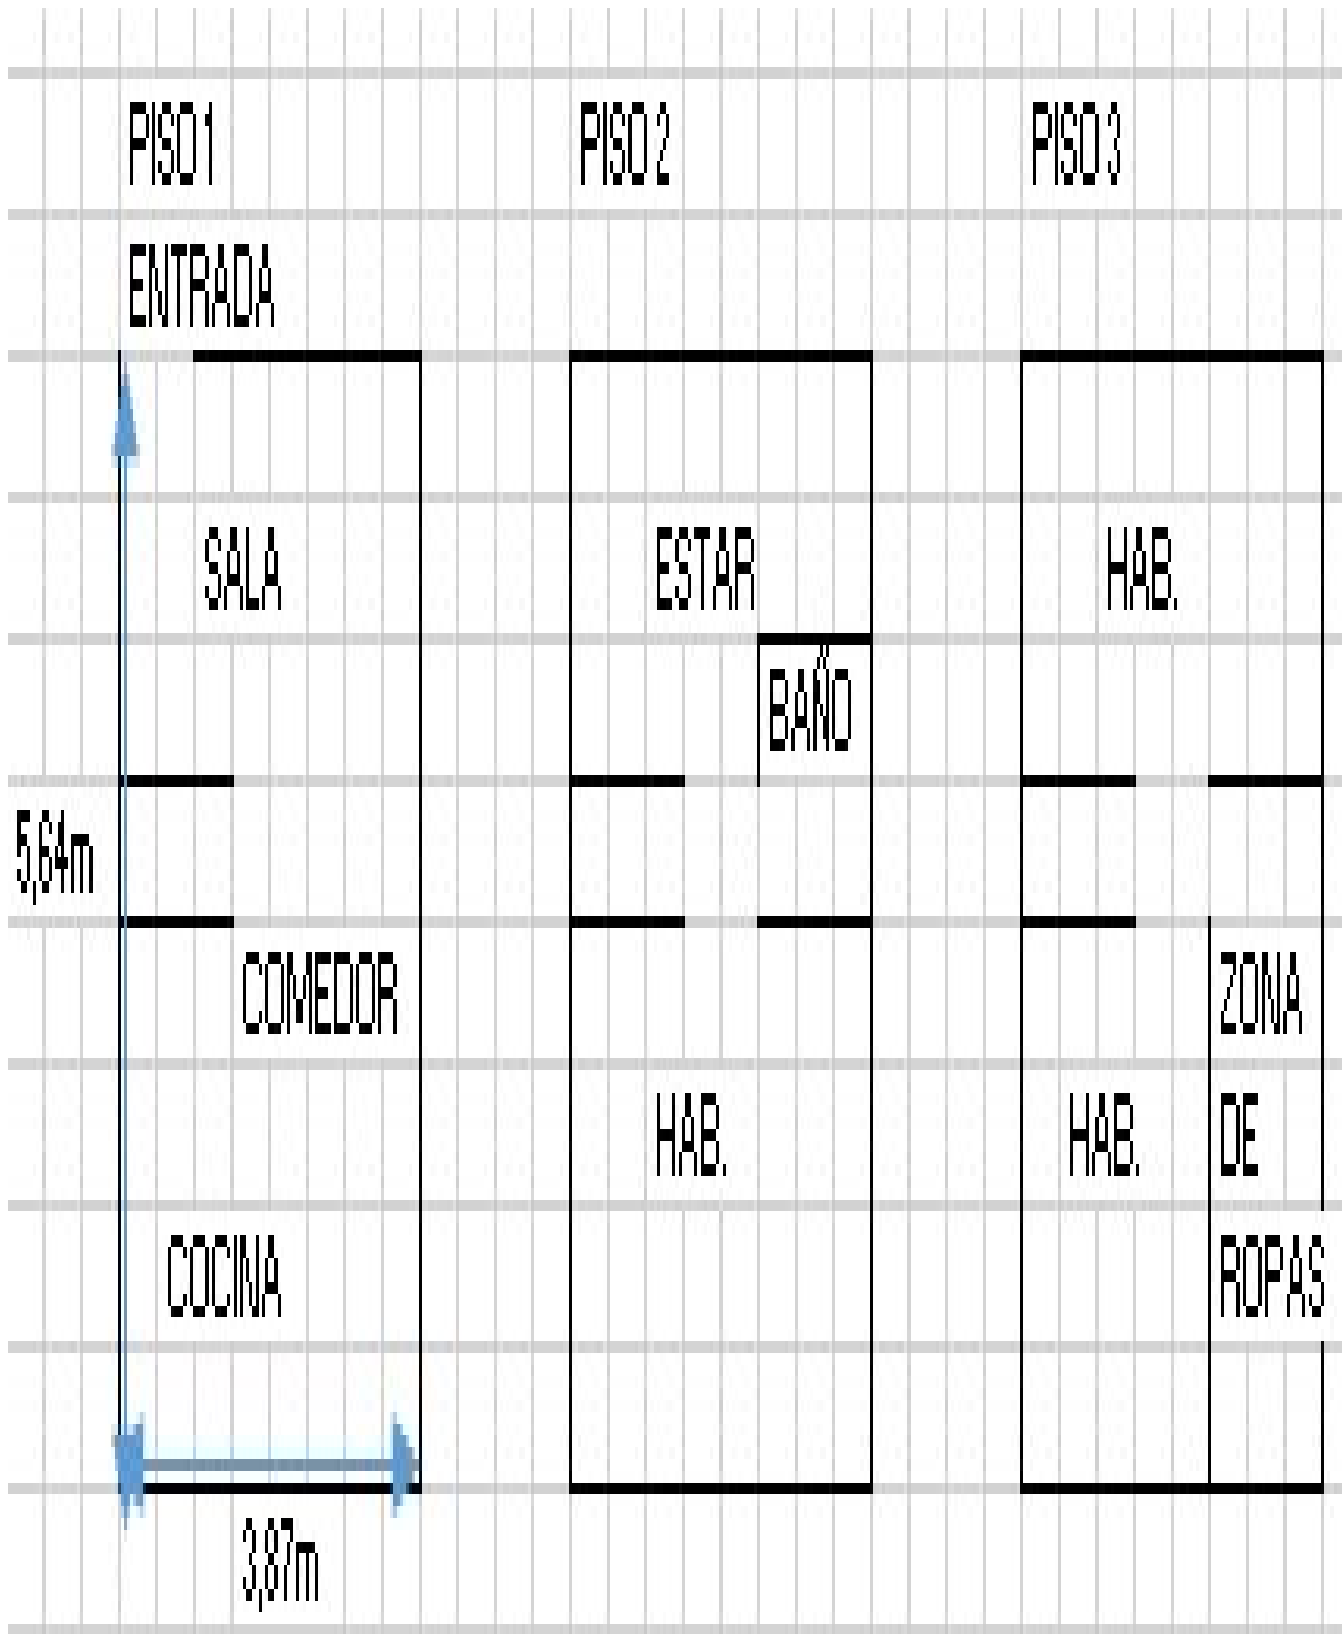 PISO 1
PISO 2
PISO 3
ENTRADA
SALA
ESTAR
HAB.
BAÑO
5,64m
COMEDOR
ZONA
HAB.
HAB.
DE
COCINA
ROPAS
3,87m